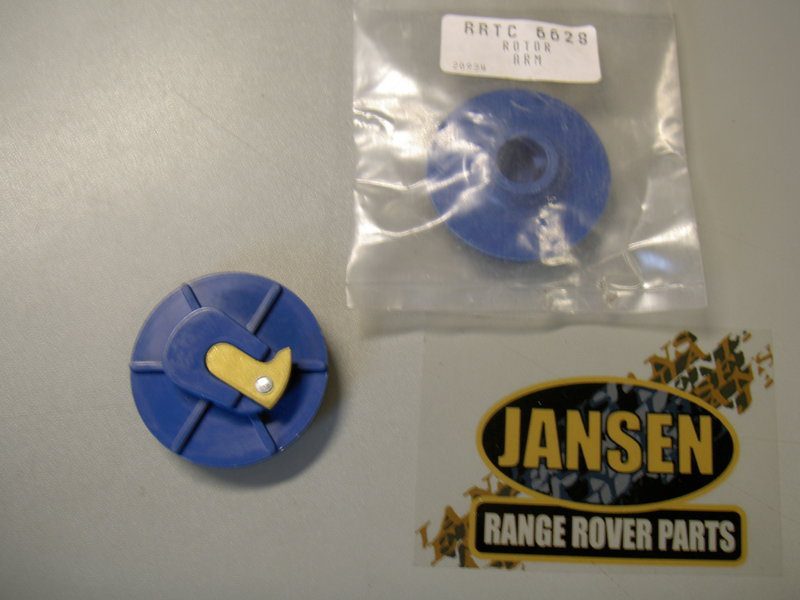 RRTC 6628
ROTOR
ARM
JANSEN
RANGE ROVER PARTS